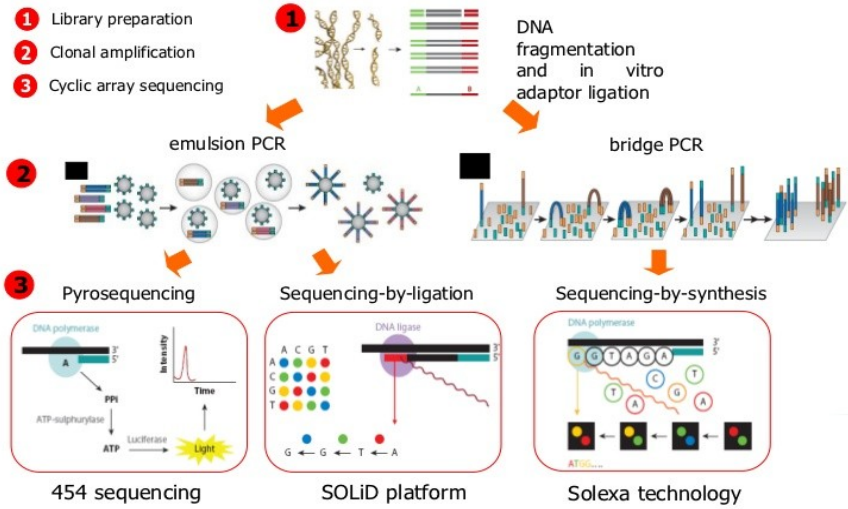 1 Library preparation
2 Clonal amplification
3 Cyclic array sequencing
1
A B
DNA
fragmentation
and in vitro
adaptor ligation
emulsion PCR
bridge PCR
2
3
Pyrosequencing
DNA polymerase
3'
5'
A
PPi
ATP-sulphurylase
ATP
Luciferase
Light
Intensity
Time
454 sequencing
Sequencing-by-ligation
DNA ligase
3'
5'
A C G T
A
C
G
T
G G T A
SOLiD platform
Sequencing-by-synthesis
DNA polymerase
3'
5'
G G T A G A
C T
T G
A A
ATGG....
Solexa technology